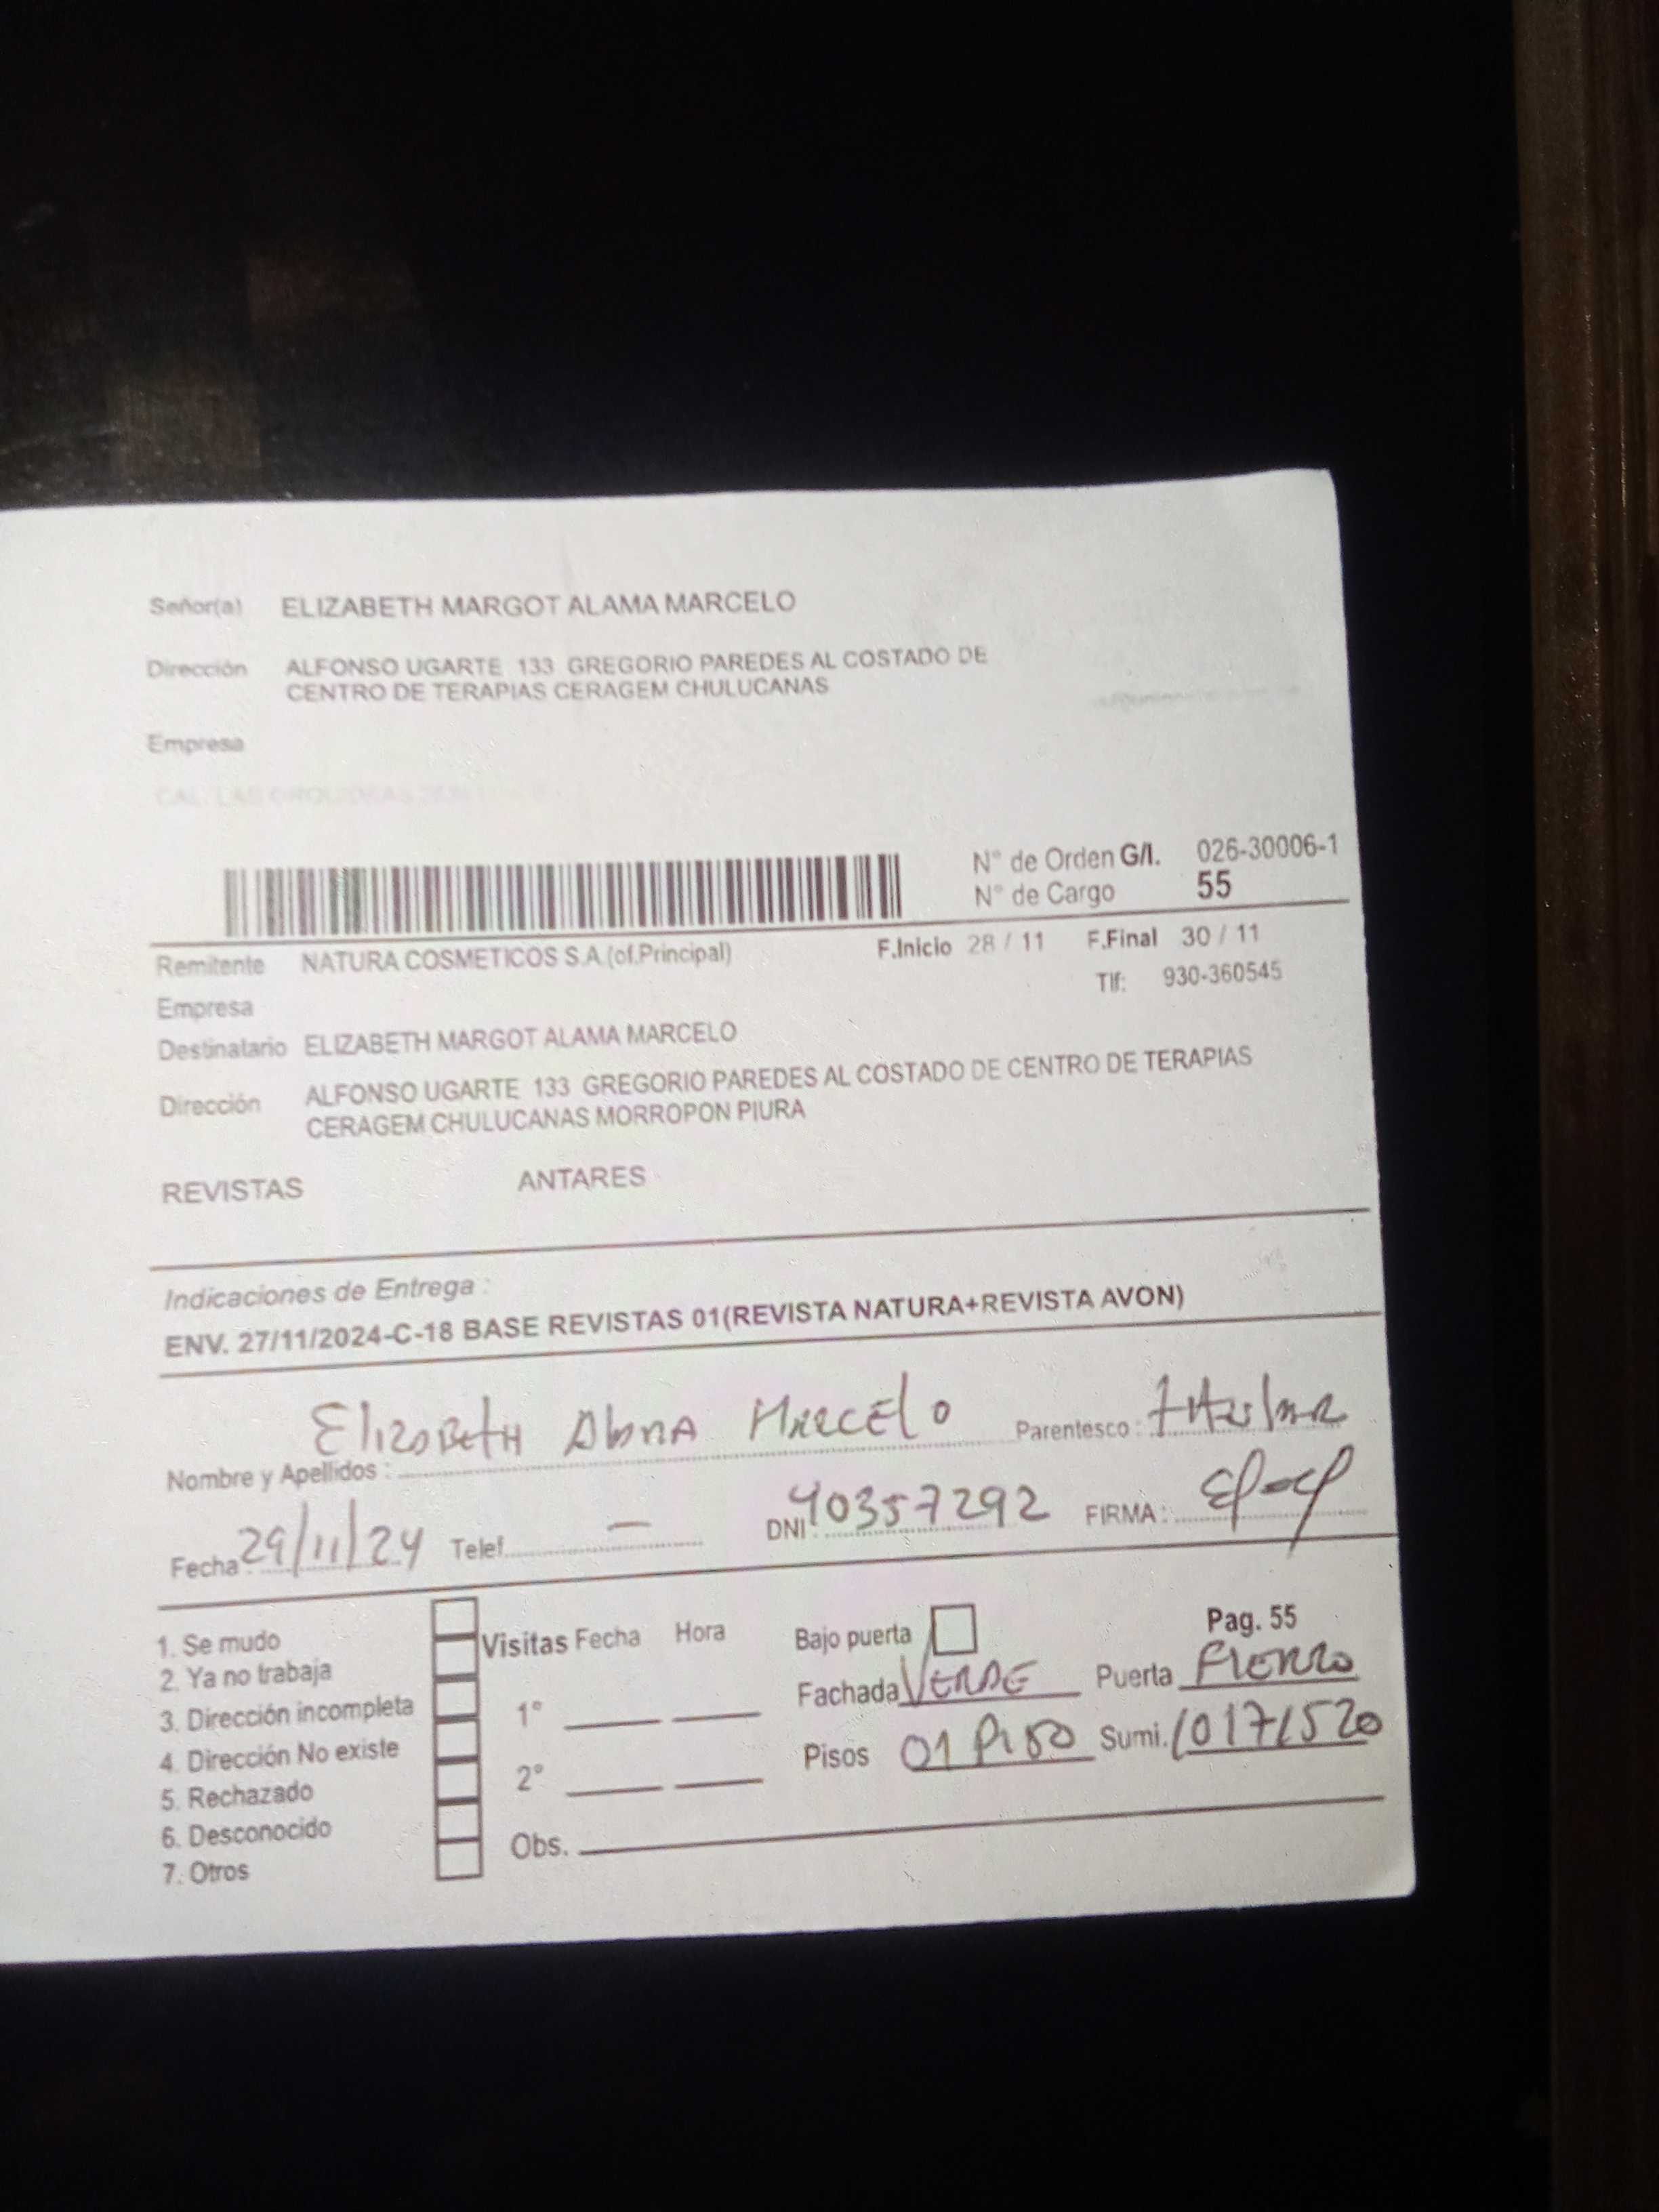 Señor(a) ELIZABETH MARGOT ALAMA MARCELO
Dirección ALFONSO UGARTE 133 GREGORIO PAREDES AL COSTADO DE
CENTRO DE TERAPIAS CERAGEM CHULUCANAS
Empresa
N° de Orden G/I. 026-30006-1
N° de Cargo 55
Remitente NATURA COSMETICOS S.A.(of.Principal) F.Inicio 28 / 11 F.Final 30 / 11
Empresa Tlf: 930-360545
Destinatario ELIZABETH MARGOT ALAMA MARCELO
Dirección ALFONSO UGARTE 133 GREGORIO PAREDES AL COSTADO DE CENTRO DE TERAPIAS
CERAGEM CHULUCANAS MORROPON PIURA
REVISTAS ANTARES
Indicaciones de Entrega :
ENV. 27/11/2024-C-18 BASE REVISTAS 01(REVISTA NATURA+REVISTA AVON)
Nombre y Apellidos : Elizabeth Alama Marcelo Parentesco : titular
Fecha : 29/11/24 Telef. — DNI : 40357292 FIRMA :
1. Se mudo
2. Ya no trabaja
3. Dirección incompleta
4. Dirección No existe
5. Rechazado
6. Desconocido
7. Otros
Visitas Fecha Hora
1°
2°
Obs.
Bajo puerta Pag. 55
Fachada VERDE Puerta FIERRO
Pisos 01 Piso Sumi.